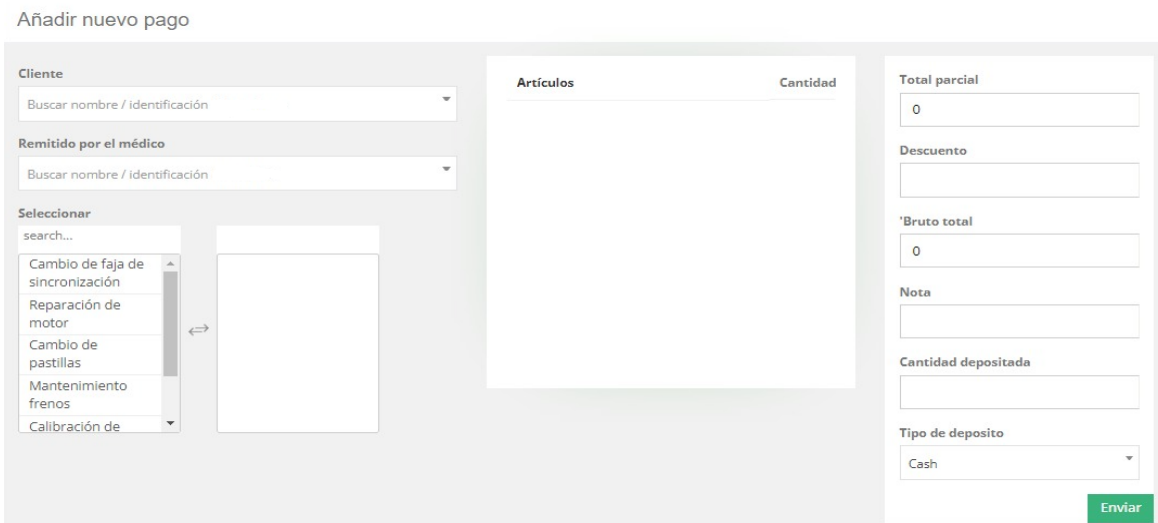 Añadir nuevo pago
Cliente
Buscar nombre / identificación
Remitido por el médico
Buscar nombre / identificación
Seleccionar
search...
Cambio de faja de
sincronización
Reparación de
motor
Cambio de
pastillas
Mantenimiento
frenos
Calibración de
Artículos Cantidad
Total parcial
0
Descuento
'Bruto total
0
Nota
Cantidad depositada
Tipo de deposito
Cash
Enviar